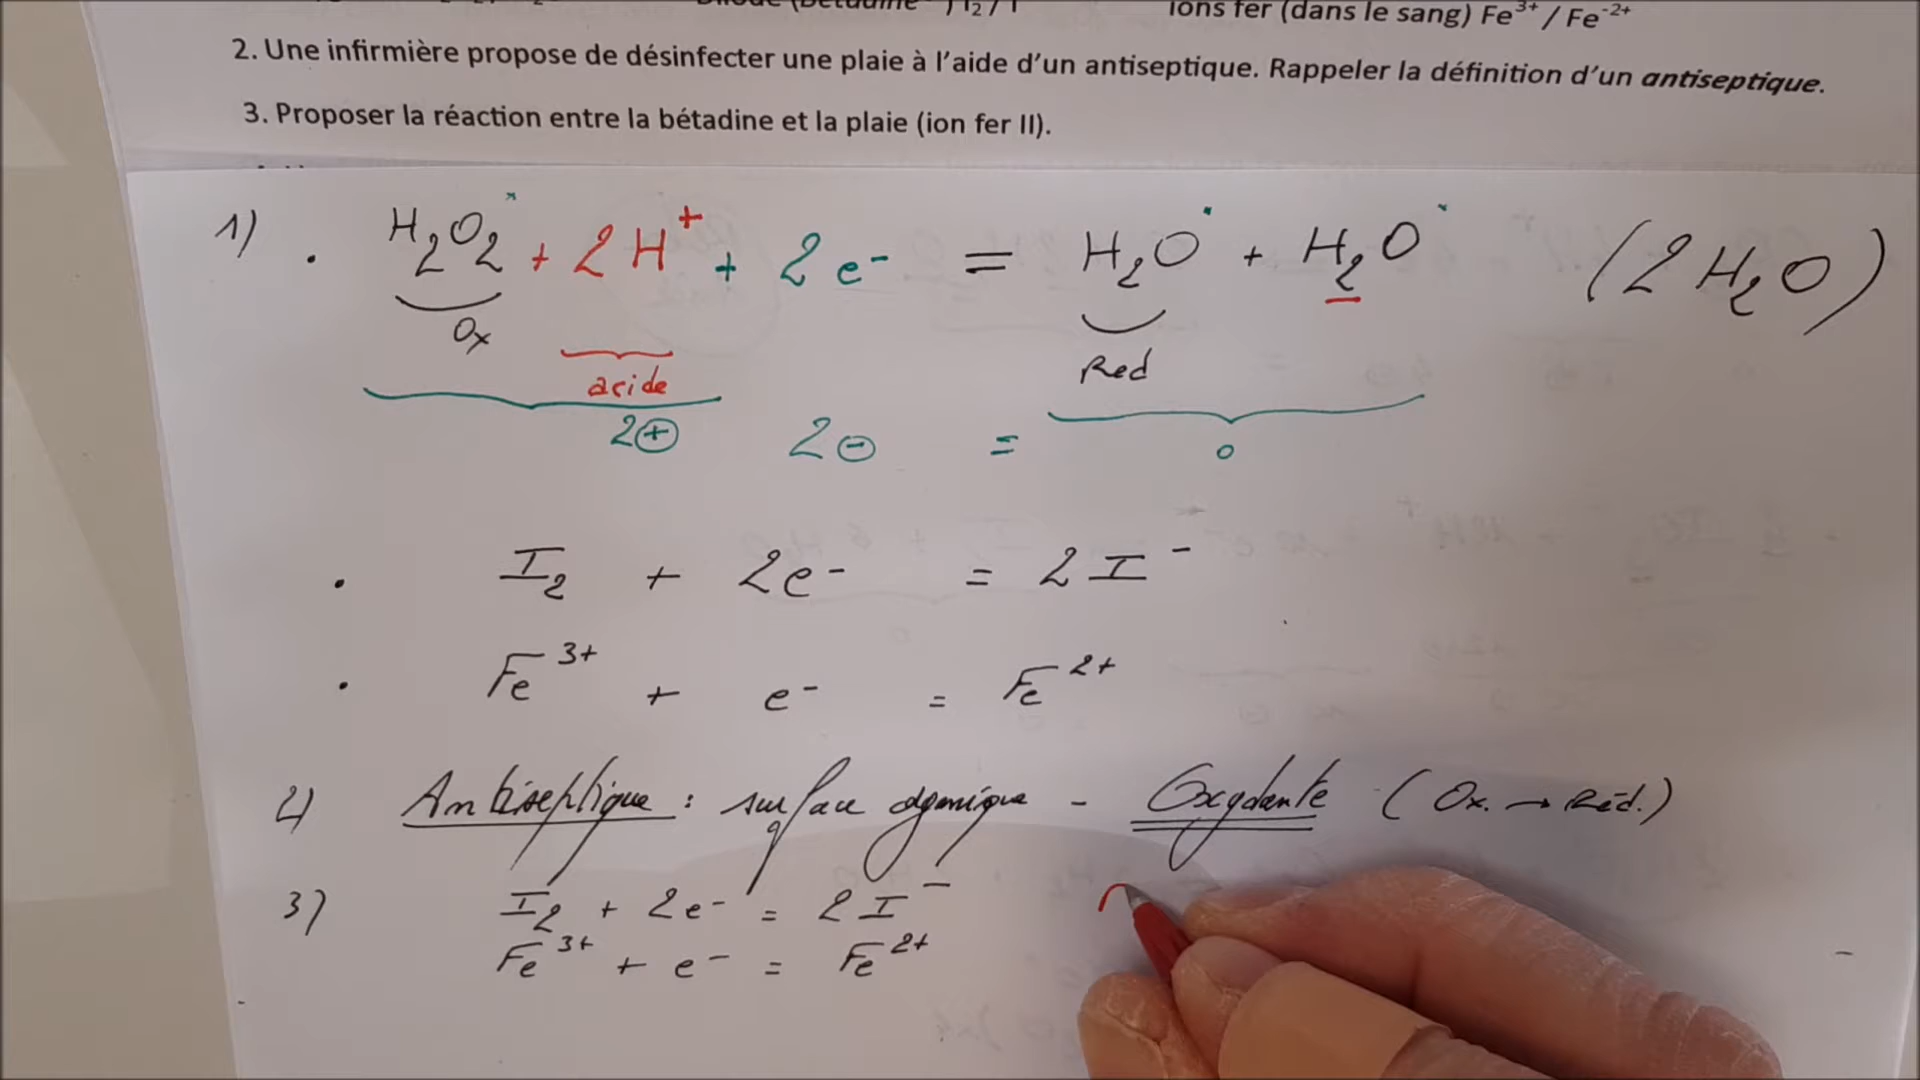 ions fer (dans le sang) Fe³⁺ / Fe⁻²⁺
2. Une infirmière propose de désinfecter une plaie à l'aide d'un antiseptique. Rappeler la définition d'un antiseptique.
3. Proposer la réaction entre la bétadine et la plaie (ion fer II).
1) · H₂O₂ + 2H⁺ + 2e⁻ = H₂O + H₂O (2H₂O)
Ox acide Red
2⊕ 2⊖ = 0
· I₂ + 2e⁻ = 2I⁻
· Fe³⁺ + e⁻ = Fe²⁺
2) Antiseptique : surface organique - Oxydante (Ox. → Réd.)
3) I₂ + 2e⁻ = 2I⁻
Fe³⁺ + e⁻ = Fe²⁺